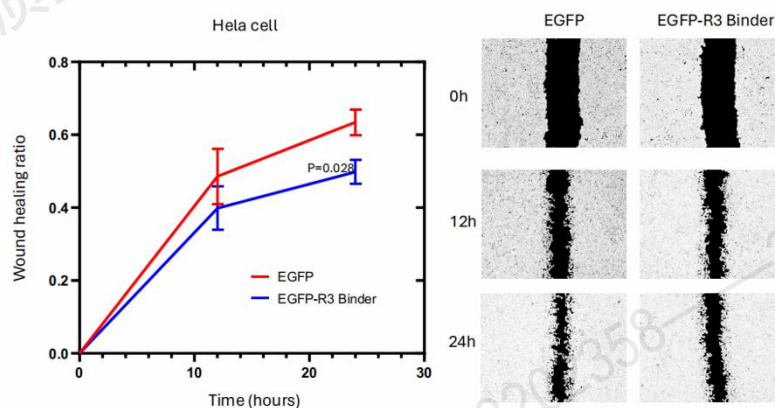 Hela cell
Wound healing ratio
0.8
0.6
0.4
0.2
0.0
P=0.028
EGFP
EGFP-R3 Binder
0
10
20
30
Time (hours)
EGFP
EGFP-R3 Binder
0h
12h
24h